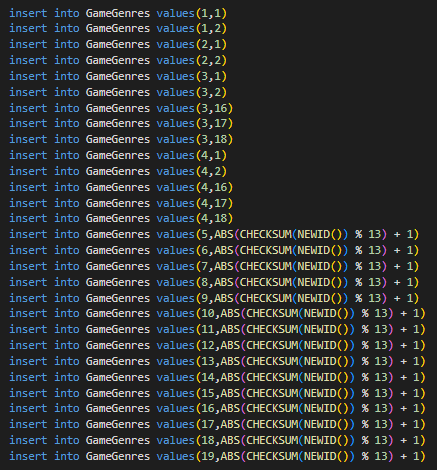 insert into GameGenres values(1,1)
insert into GameGenres values(1,2)
insert into GameGenres values(2,1)
insert into GameGenres values(2,2)
insert into GameGenres values(3,1)
insert into GameGenres values(3,2)
insert into GameGenres values(3,16)
insert into GameGenres values(3,17)
insert into GameGenres values(3,18)
insert into GameGenres values(4,1)
insert into GameGenres values(4,2)
insert into GameGenres values(4,16)
insert into GameGenres values(4,17)
insert into GameGenres values(4,18)
insert into GameGenres values(5,ABS(CHECKSUM(NEWID()) % 13) + 1)
insert into GameGenres values(6,ABS(CHECKSUM(NEWID()) % 13) + 1)
insert into GameGenres values(7,ABS(CHECKSUM(NEWID()) % 13) + 1)
insert into GameGenres values(8,ABS(CHECKSUM(NEWID()) % 13) + 1)
insert into GameGenres values(9,ABS(CHECKSUM(NEWID()) % 13) + 1)
insert into GameGenres values(10,ABS(CHECKSUM(NEWID()) % 13) + 1)
insert into GameGenres values(11,ABS(CHECKSUM(NEWID()) % 13) + 1)
insert into GameGenres values(12,ABS(CHECKSUM(NEWID()) % 13) + 1)
insert into GameGenres values(13,ABS(CHECKSUM(NEWID()) % 13) + 1)
insert into GameGenres values(14,ABS(CHECKSUM(NEWID()) % 13) + 1)
insert into GameGenres values(15,ABS(CHECKSUM(NEWID()) % 13) + 1)
insert into GameGenres values(16,ABS(CHECKSUM(NEWID()) % 13) + 1)
insert into GameGenres values(17,ABS(CHECKSUM(NEWID()) % 13) + 1)
insert into GameGenres values(18,ABS(CHECKSUM(NEWID()) % 13) + 1)
insert into GameGenres values(19,ABS(CHECKSUM(NEWID()) % 13) + 1)